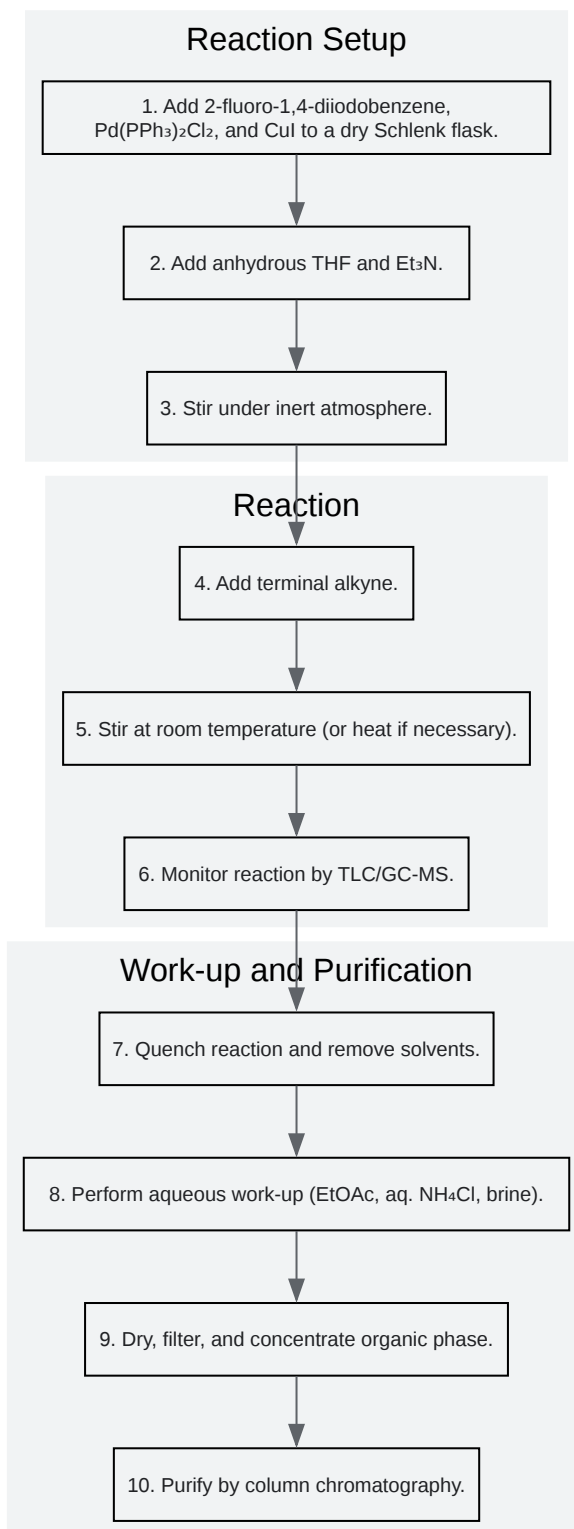 Reaction Setup
1. Add 2-fluoro-1,4-diiodobenzene,
Pd(PPh₃)₂Cl₂, and CuI to a dry Schlenk flask.
2. Add anhydrous THF and Et₃N.
3. Stir under inert atmosphere.
Reaction
4. Add terminal alkyne.
5. Stir at room temperature (or heat if necessary).
6. Monitor reaction by TLC/GC-MS.
Work-up and Purification
7. Quench reaction and remove solvents.
8. Perform aqueous work-up (EtOAc, aq. NH₄Cl, brine).
9. Dry, filter, and concentrate organic phase.
10. Purify by column chromatography.